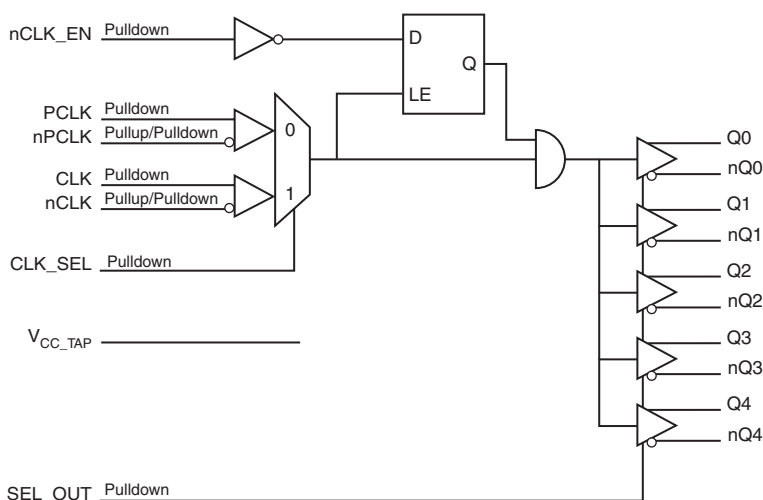 nCLK_EN Pulldown
D
Q
LE
PCLK Pulldown
nPCLK Pullup/Pulldown
0
CLK Pulldown
nCLK Pullup/Pulldown
1
CLK_SEL Pulldown
VCC_TAP
Q0
nQ0
Q1
nQ1
Q2
nQ2
Q3
nQ3
Q4
nQ4
SEL_OUT Pulldown